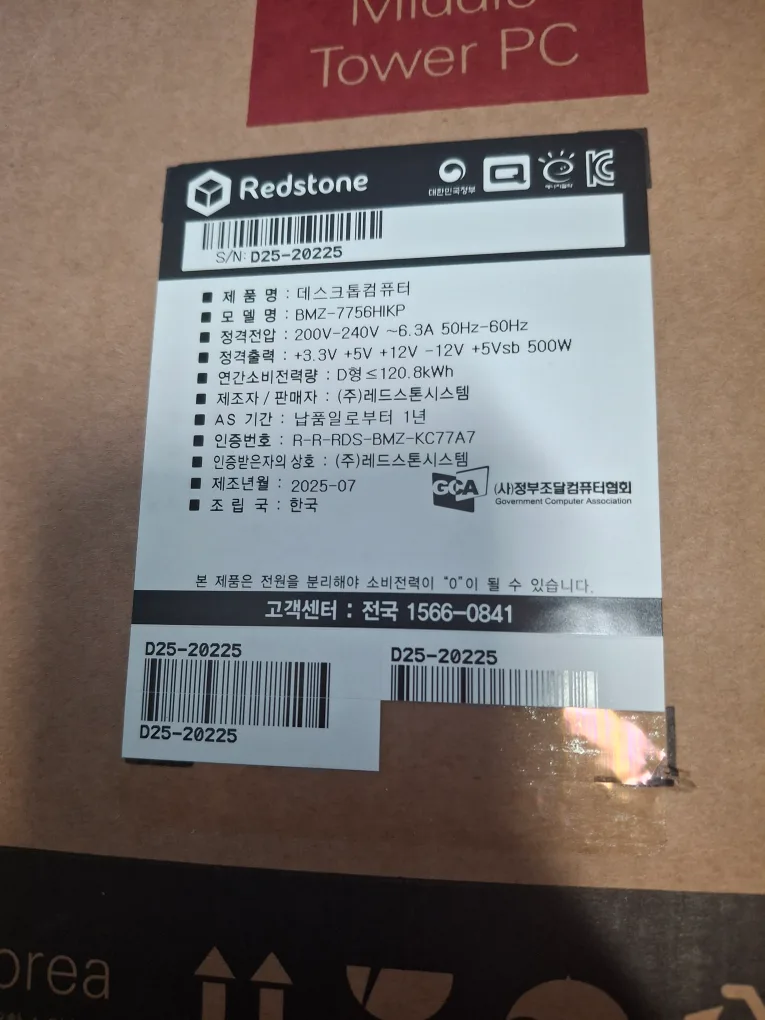 Middle
Tower PC
Redstone
대한민국정부
에너지절약
S/N: D25-20225
■ 제 품 명 : 데스크톱컴퓨터
■ 모 델 명 : BMZ-7756HIKP
■ 정격전압 : 200V-240V ~6.3A 50Hz-60Hz
■ 정격출력 : +3.3V +5V +12V -12V +5Vsb 500W
■ 연간소비전력량 : D형≤120.8kWh
■ 제조자 / 판매자 : (주)레드스톤시스템
■ AS 기간 : 납품일로부터 1년
■ 인증번호 : R-R-RDS-BMZ-KC77A7
■ 인증받은자의 상호 : (주)레드스톤시스템
■ 제조년월 : 2025-07
■ 조 립 국 : 한국
GCA (사)정부조달컴퓨터협회
Government Computer Association
본 제품은 전원을 분리해야 소비전력이 "0"이 될 수 있습니다.
고객센터 : 전국 1566-0841
D25-20225
D25-20225
D25-20225
orea